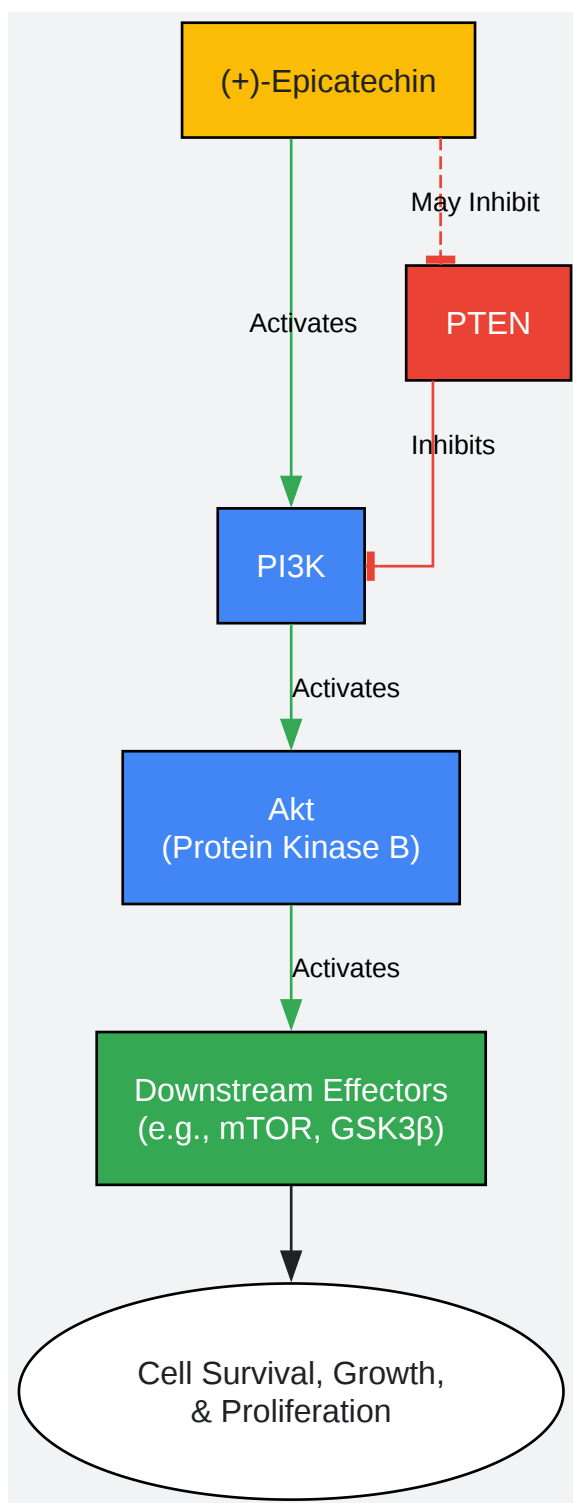 (+)-Epicatechin
May Inhibit
PTEN
Activates
Inhibits
PI3K
Activates
Akt
(Protein Kinase B)
Activates
Downstream Effectors
(e.g., mTOR, GSK3β)
Cell Survival, Growth,
& Proliferation